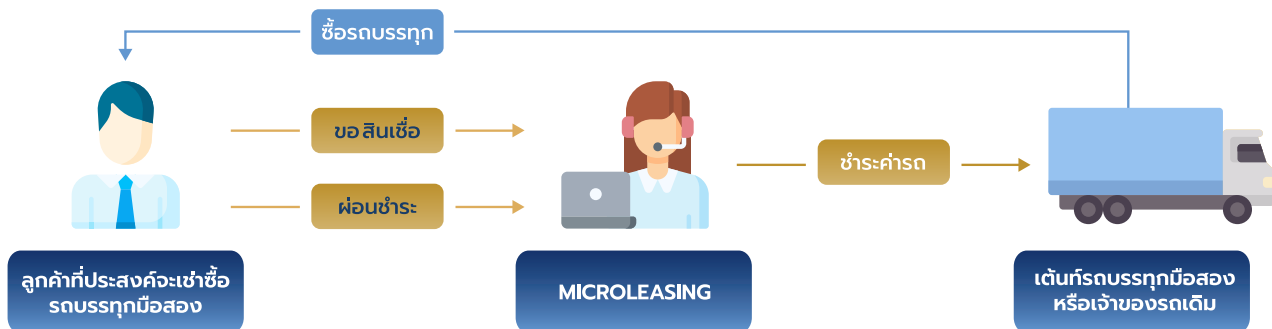 ซื้อรถบรรทุก
ขอสินเชื่อ
ผ่อนชำระ
ชำระค่ารถ
ลูกค้าที่ประสงค์จะเช่าซื้อ
รถบรรทุกมือสอง
MICROLEASING
เต้นท์รถบรรทุกมือสอง
หรือเจ้าของรถเดิม